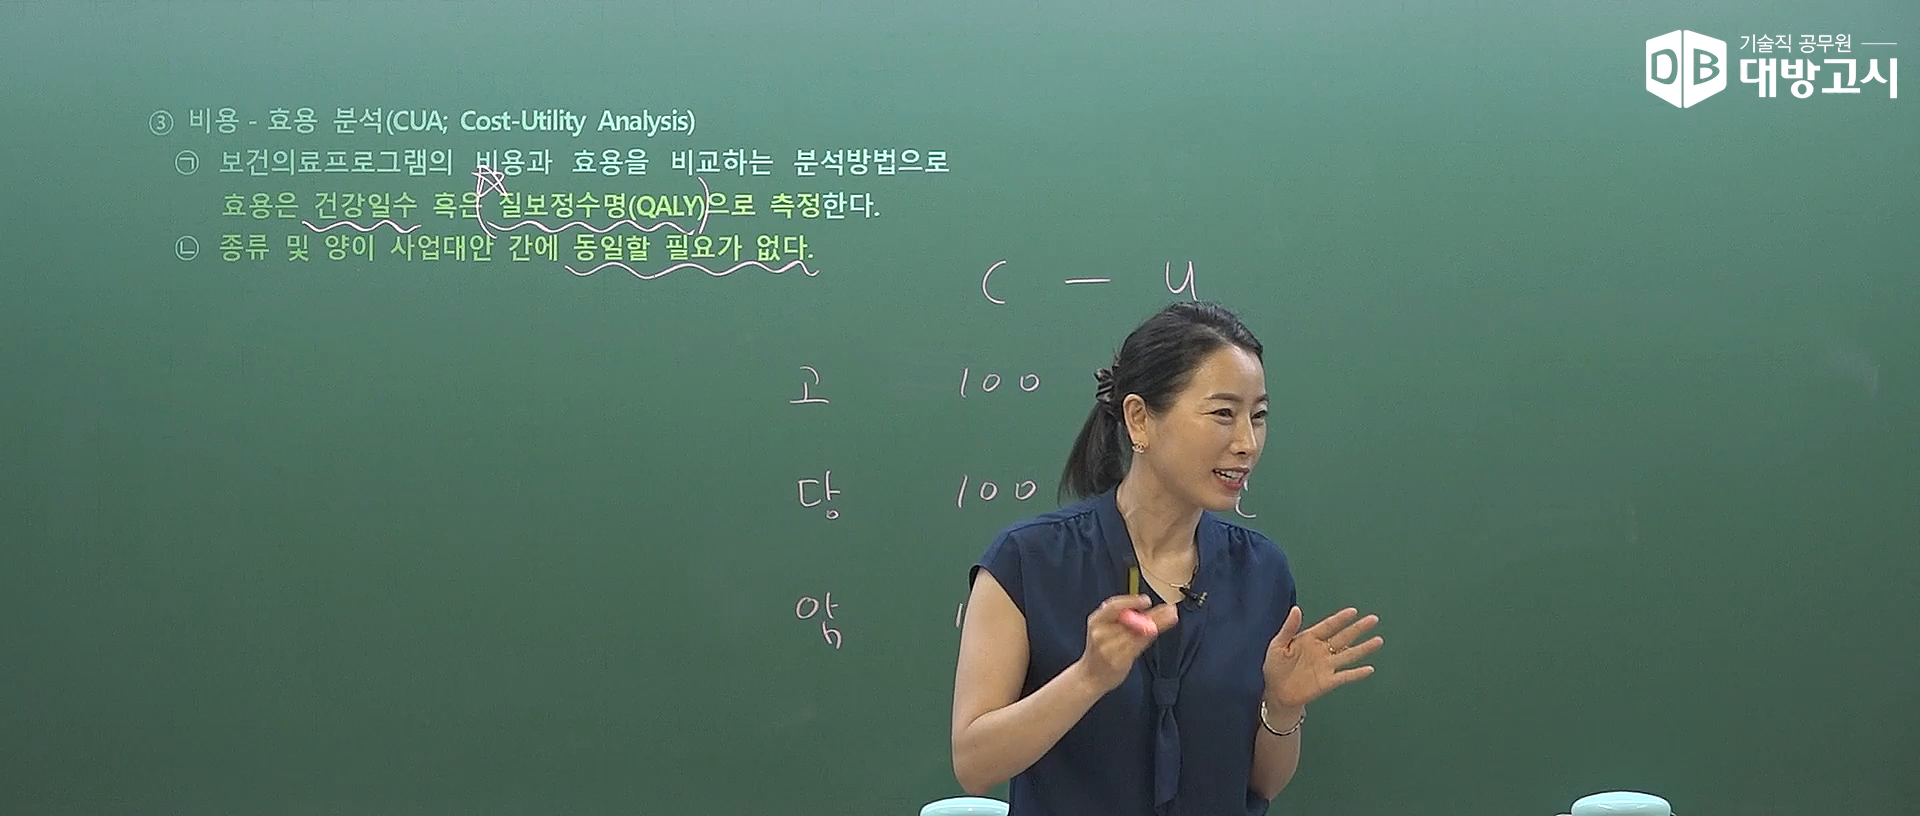 기술직 공무원
DB 대방고시
③ 비용 - 효용 분석(CUA; Cost-Utility Analysis)
㉠ 보건의료프로그램의 비용과 효용을 비교하는 분석방법으로
효용은 건강일수 혹은 질보정수명(QALY)으로 측정한다.
㉡ 종류 및 양이 사업대안 간에 동일할 필요가 없다.
C - U
고 100
당 100
암 1